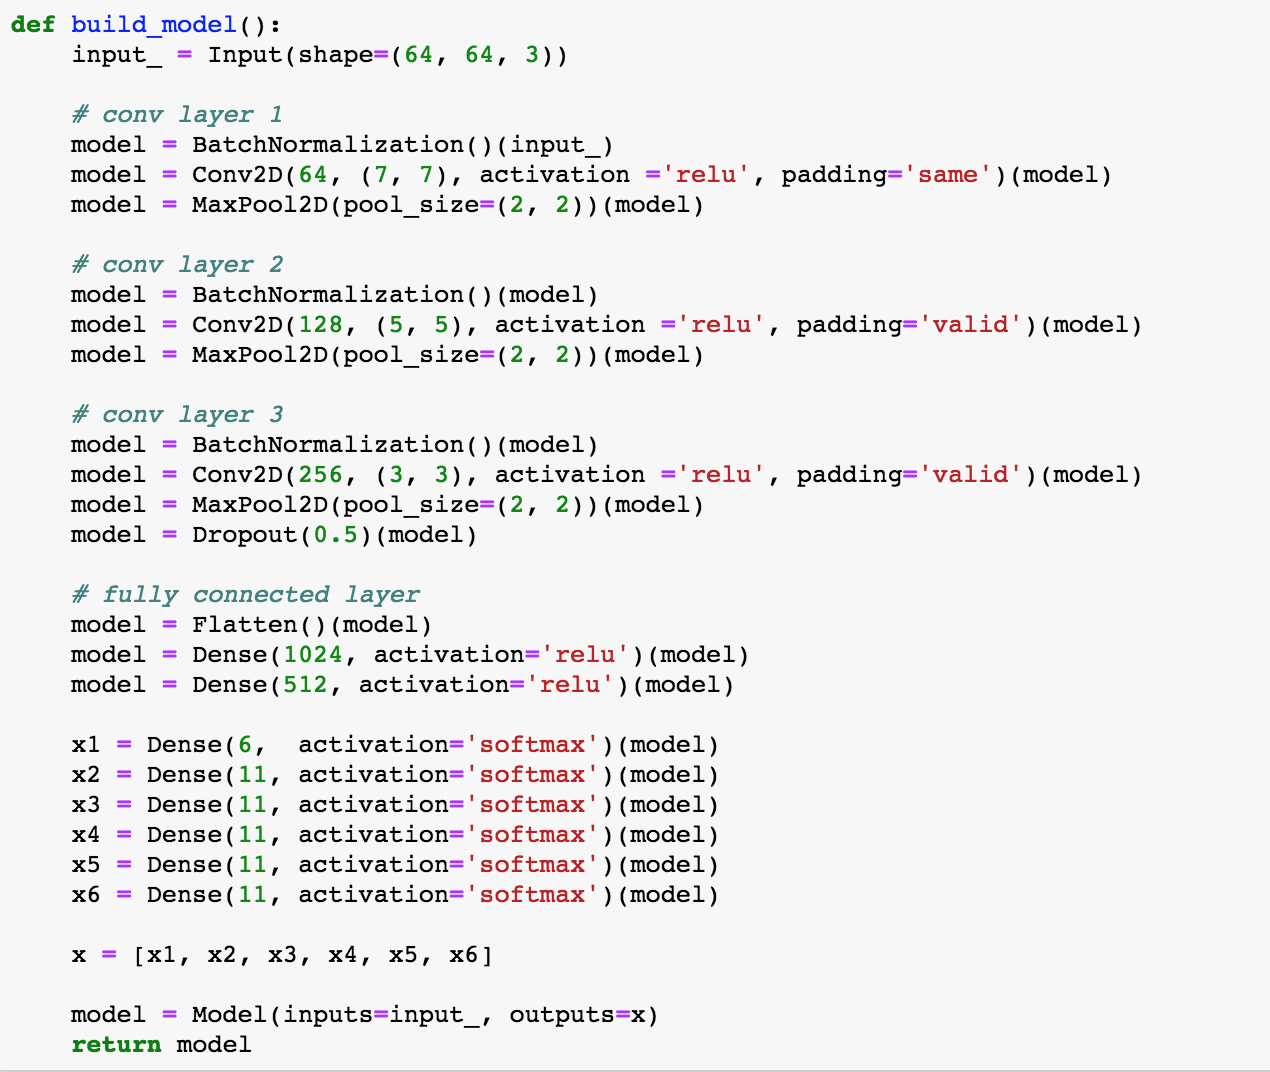 def build_model():
    input_ = Input(shape=(64, 64, 3))

    # conv layer 1
    model = BatchNormalization()(input_)
    model = Conv2D(64, (7, 7), activation ='relu', padding='same')(model)
    model = MaxPool2D(pool_size=(2, 2))(model)

    # conv layer 2
    model = BatchNormalization()(model)
    model = Conv2D(128, (5, 5), activation ='relu', padding='valid')(model)
    model = MaxPool2D(pool_size=(2, 2))(model)

    # conv layer 3
    model = BatchNormalization()(model)
    model = Conv2D(256, (3, 3), activation ='relu', padding='valid')(model)
    model = MaxPool2D(pool_size=(2, 2))(model)
    model = Dropout(0.5)(model)

    # fully connected layer
    model = Flatten()(model)
    model = Dense(1024, activation='relu')(model)
    model = Dense(512, activation='relu')(model)

    x1 = Dense(6,  activation='softmax')(model)
    x2 = Dense(11, activation='softmax')(model)
    x3 = Dense(11, activation='softmax')(model)
    x4 = Dense(11, activation='softmax')(model)
    x5 = Dense(11, activation='softmax')(model)
    x6 = Dense(11, activation='softmax')(model)

    x = [x1, x2, x3, x4, x5, x6]

    model = Model(inputs=input_, outputs=x)
    return model